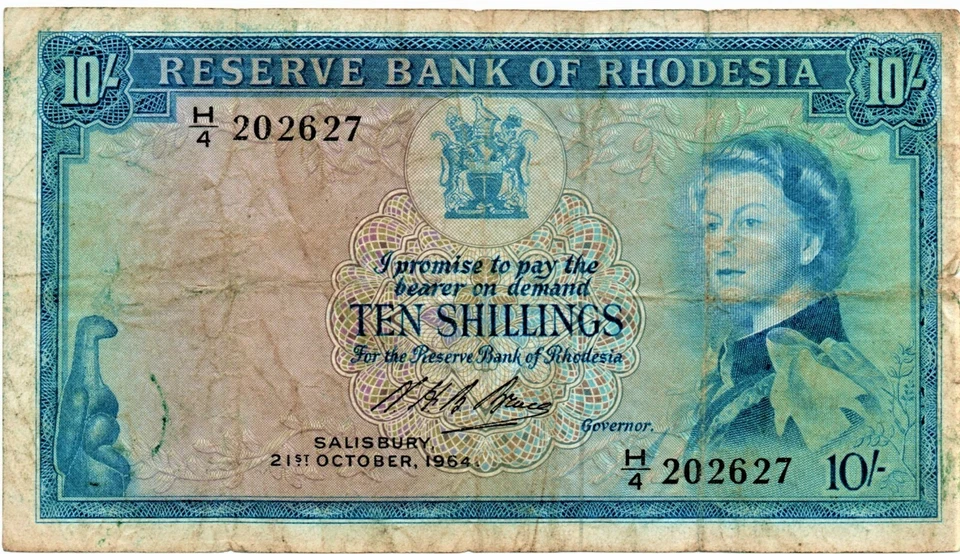 10/- RESERVE BANK OF RHODESIA 10/-
H/4 202627
I promise to pay the
bearer on demand
TEN SHILLINGS
For the Reserve Bank of Rhodesia
Governor.
SALISBURY,
21ST OCTOBER, 1964.
H/4 202627 10/-